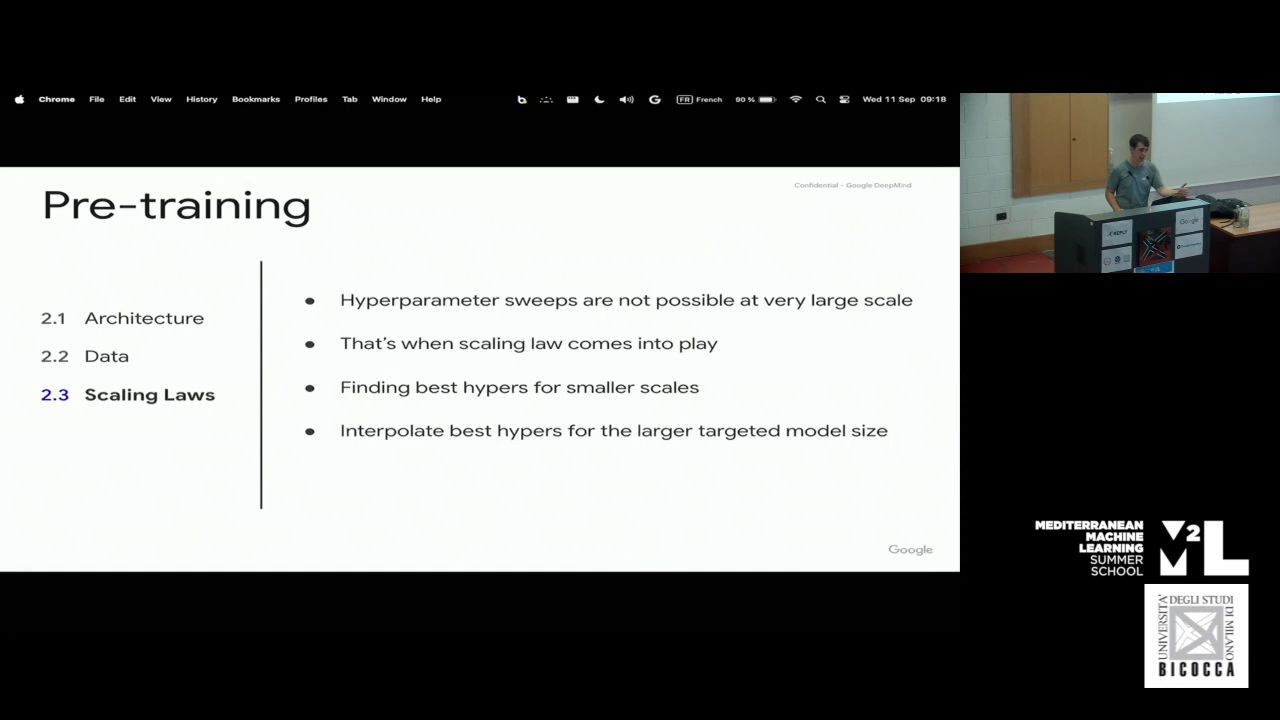 Chrome File Edit View History Bookmarks Profiles Tab Window Help FR French 90 % Wed 11 Sep 09:18
Confidential - Google DeepMind
Pre-training
2.1 Architecture
2.2 Data
2.3 Scaling Laws
● Hyperparameter sweeps are not possible at very large scale
● That's when scaling law comes into play
● Finding best hypers for smaller scales
● Interpolate best hypers for the larger targeted model size
Google
REPLY
Google
MEDITERRANEAN
MACHINE
LEARNING
SUMMER
SCHOOL
M2L
UNIVERSITÀ
DEGLI STUDI
DI MILANO
BICOCCA